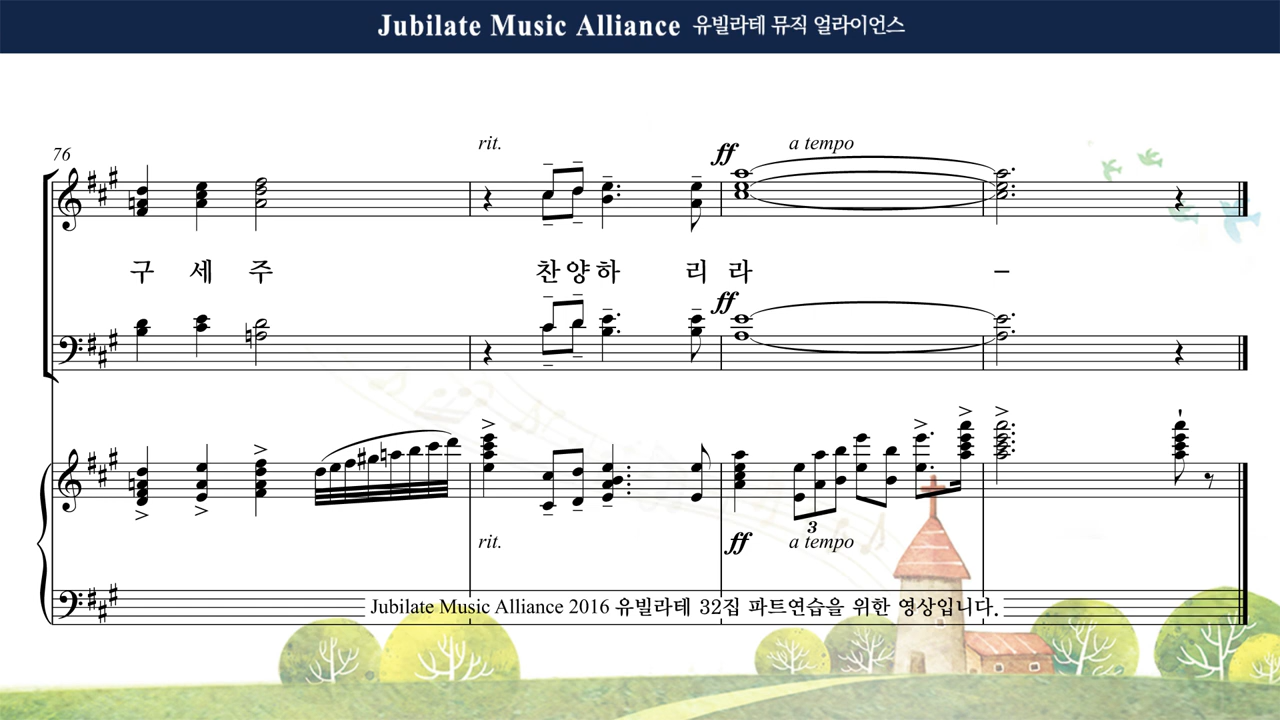 Jubilate Music Alliance 유빌라테 뮤직 얼라이언스
76
rit.
ff a tempo
구 세 주 찬 양 하 리 라 –
ff
3
rit. ff a tempo
Jubilate Music Alliance 2016 유빌라테 32집 파트연습을 위한 영상입니다.